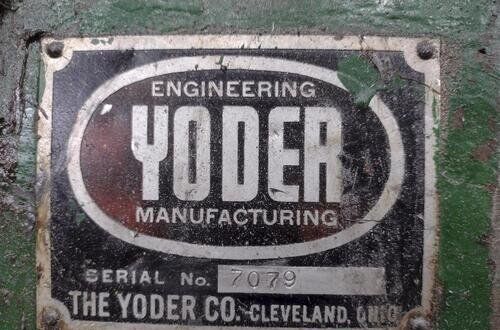 ENGINEERING
YODER
MANUFACTURING
SERIAL No. 7079
THE YODER CO. CLEVELAND, OHIO